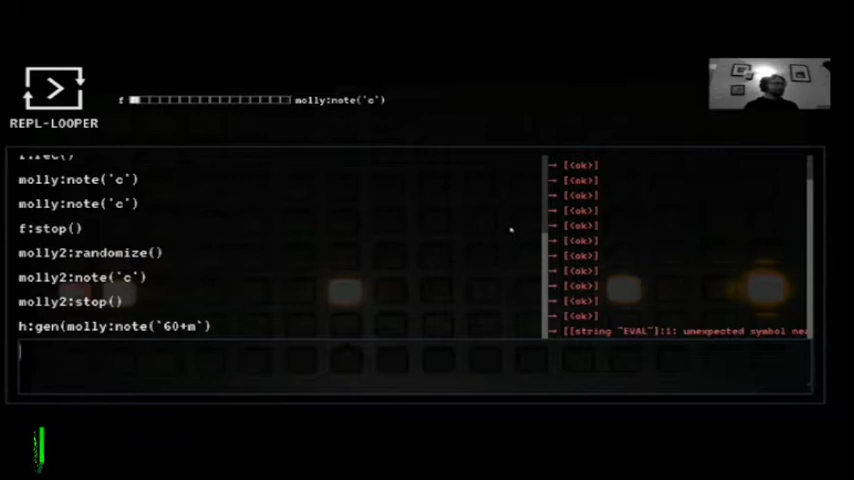 REPL-LOOPER
f molly:note(`c`)
f:rec()
molly:note(`c`)
molly:note(`c`)
f:stop()
molly2:randomize()
molly2:note(`c`)
molly2:stop()
h:gen(molly:note(`60+m`)
→ [<ok>]
→ [<ok>]
→ [<ok>]
→ [<ok>]
→ [<ok>]
→ [<ok>]
→ [<ok>]
→ [<ok>]
→ [<ok>]
→ [<ok>]
→ [<ok>]
→ [[string "EVAL"]:1: unexpected symbol nea